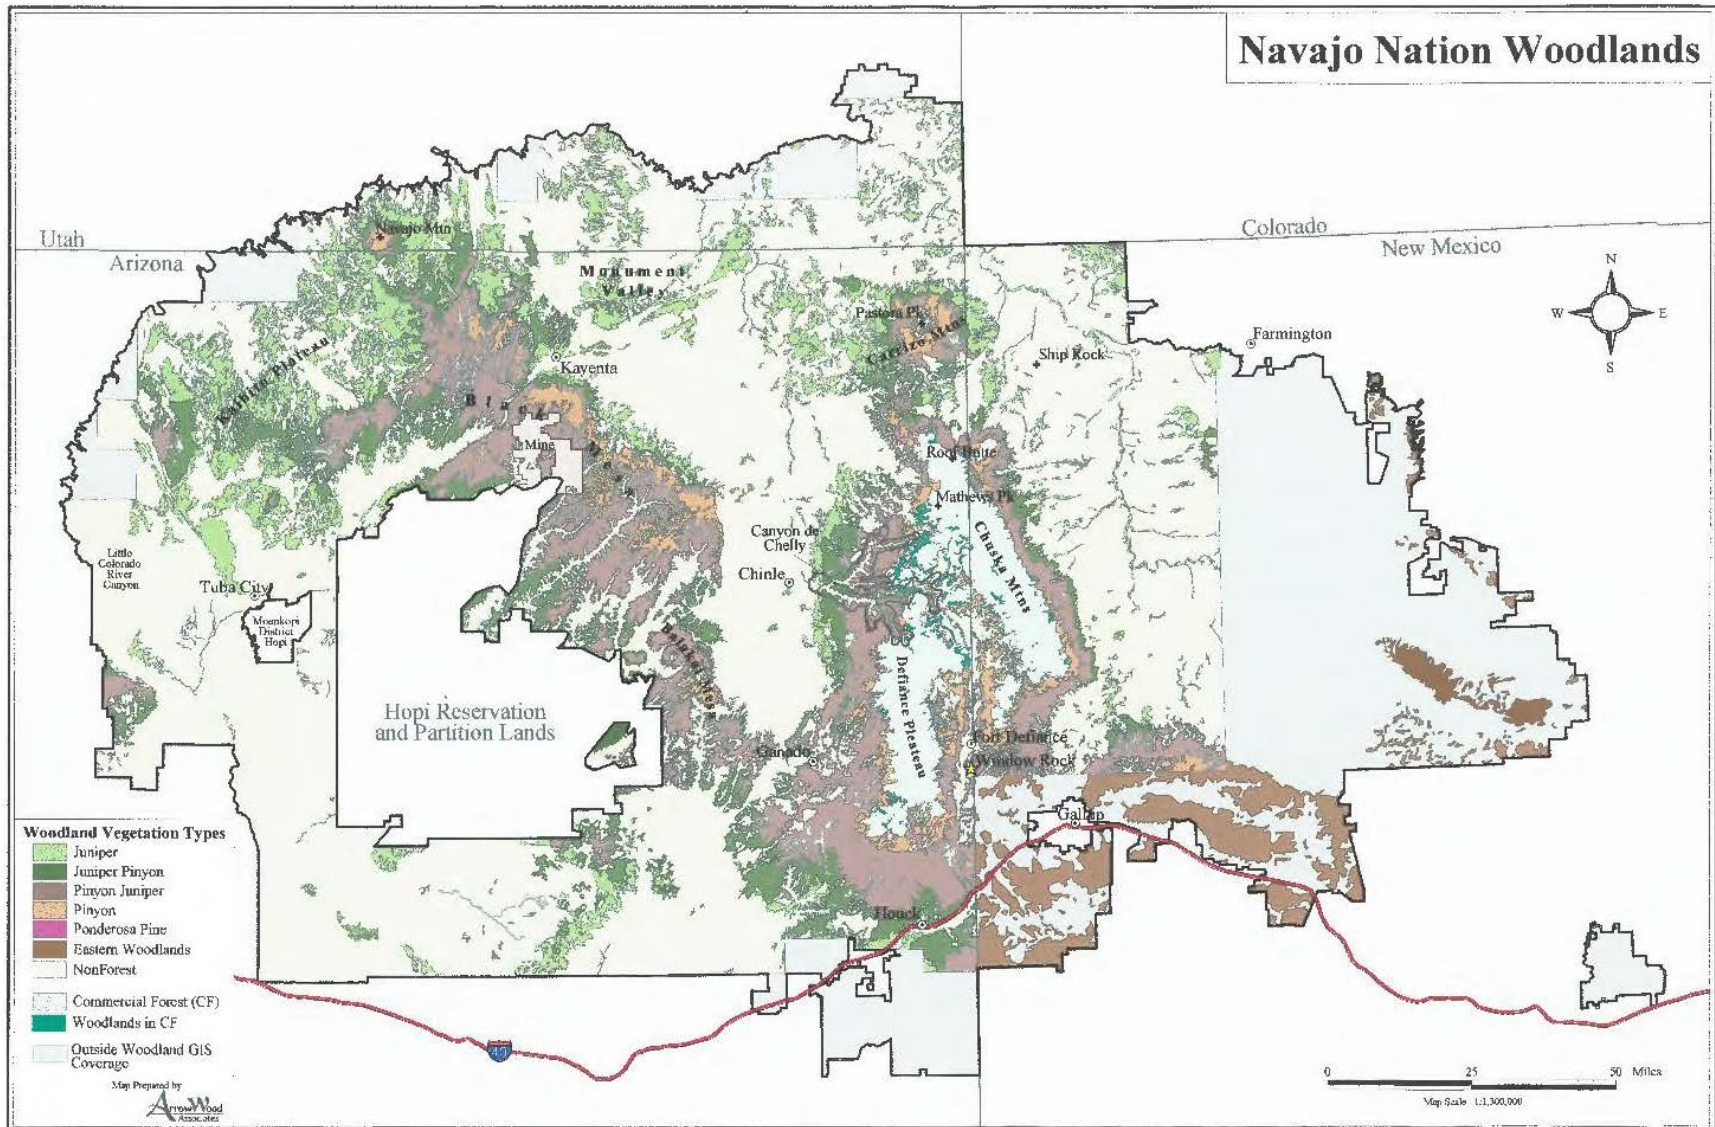 Navajo Nation Woodlands
Utah
Colorado
Arizona
New Mexico
N
W
E
S
Navajo Mtn
Monument
Valley
Pastora Pk
Carrizo Mtns
Ship Rock
Farmington
Kayenta
Kaibito Plateau
Black
Mesa
Mine
Roof Butte
Mathews Pk
Canyon de
Chelly
Chinle
Chuska Mtns
Little
Colorado
River
Canyon
Tuba City
Moenkopi
District
Hopi
Balakai Mesa
Defiance Plateau
Hopi Reservation
and Partition Lands
Ganado
Fort Defiance
Window Rock
Gallup
Houck
Woodland Vegetation Types
Juniper
Juniper Pinyon
Pinyon Juniper
Pinyon
Ponderosa Pine
Eastern Woodlands
NonForest
Commercial Forest (CF)
Woodlands in CF
Outside Woodland GIS
Coverage
Map Prepared by
ArrowWood
Associates
40
0 25 50 Miles
Map Scale 1:1,300,000